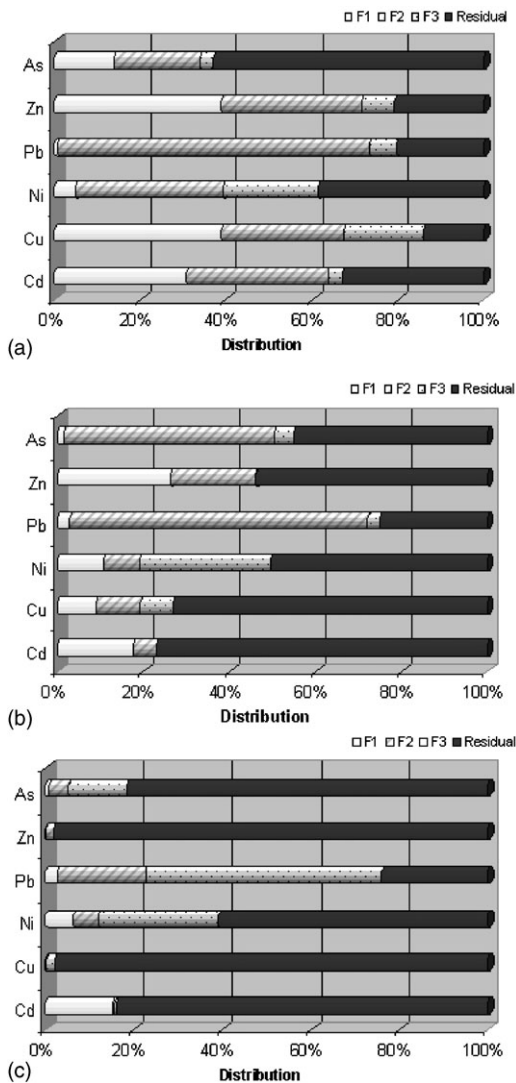 F1 F2 F3 Residual
As
Zn
Pb
Ni
Cu
Cd
0% 20% 40% 60% 80% 100%
(a) Distribution
F1 F2 F3 Residual
As
Zn
Pb
Ni
Cu
Cd
0% 20% 40% 60% 80% 100%
(b) Distribution
F1 F2 F3 Residual
As
Zn
Pb
Ni
Cu
Cd
0% 20% 40% 60% 80% 100%
(c) Distribution